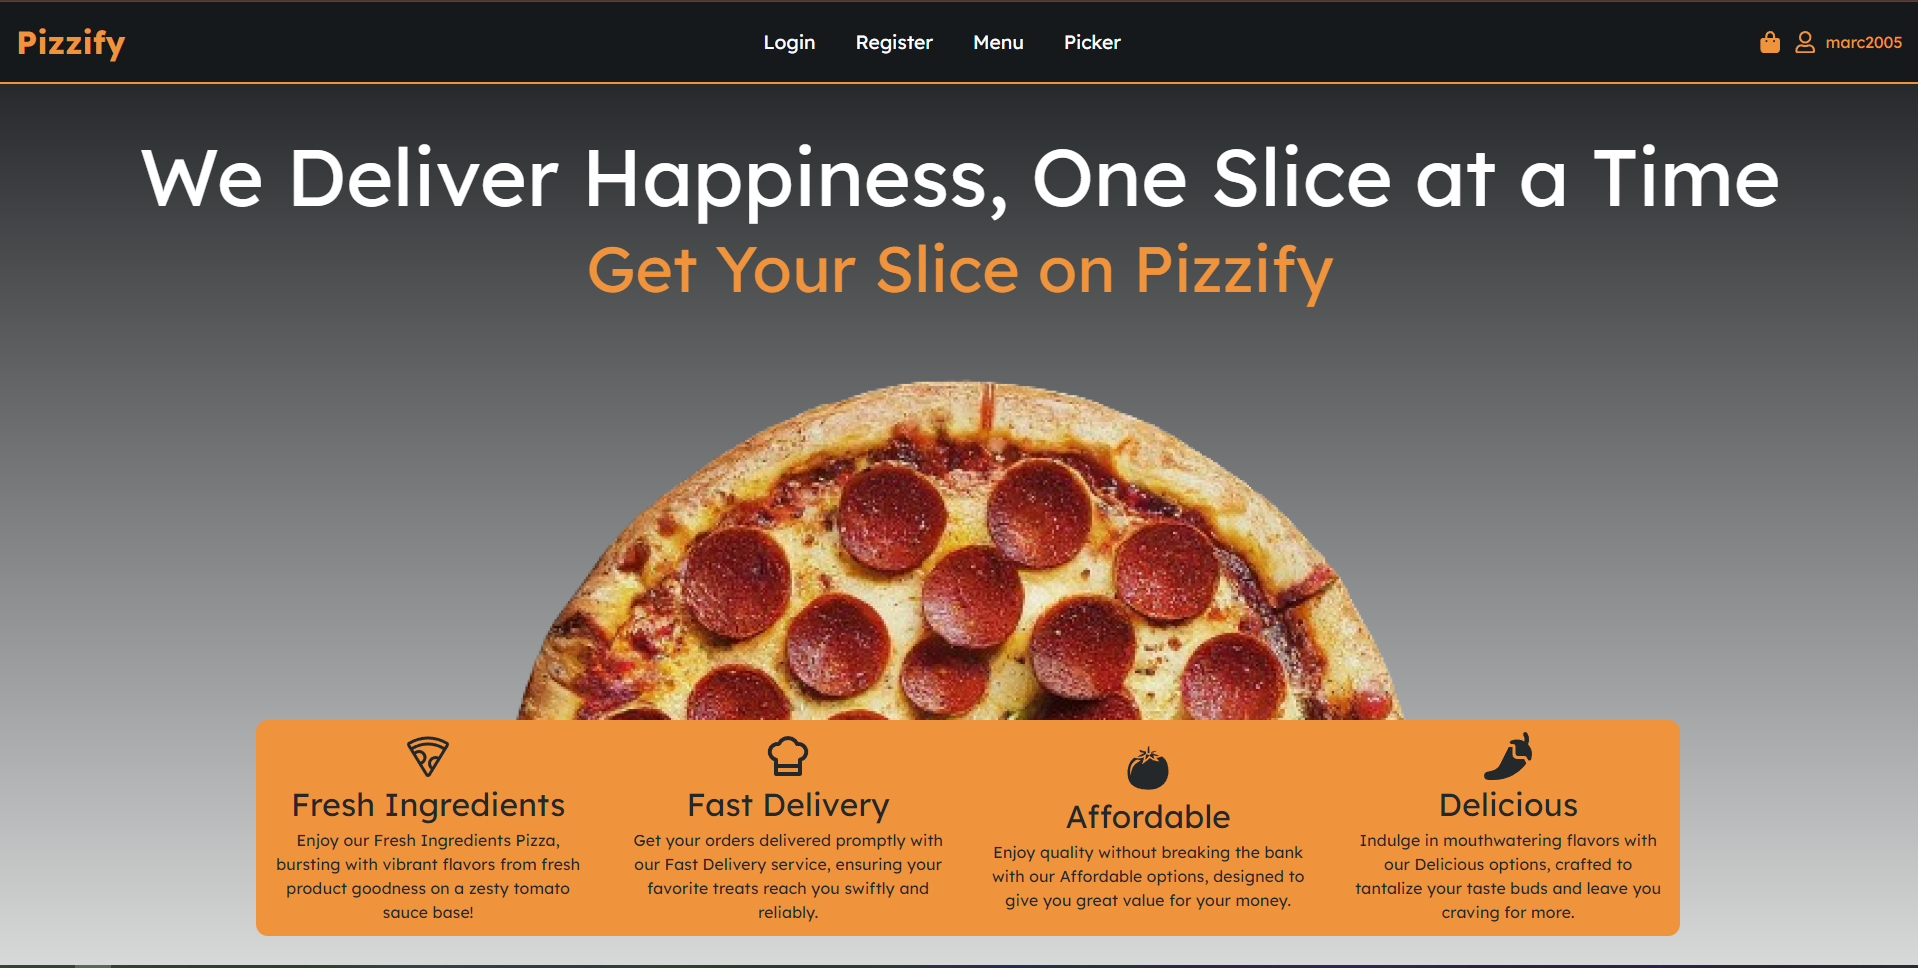 Pizzify
Login Register Menu Picker
marc2005
We Deliver Happiness, One Slice at a Time
Get Your Slice on Pizzify
Fresh Ingredients
Enjoy our Fresh Ingredients Pizza,
bursting with vibrant flavors from fresh
product goodness on a zesty tomato
sauce base!
Fast Delivery
Get your orders delivered promptly with
our Fast Delivery service, ensuring your
favorite treats reach you swiftly and
reliably.
Affordable
Enjoy quality without breaking the bank
with our Affordable options, designed to
give you great value for your money.
Delicious
Indulge in mouthwatering flavors with
our Delicious options, crafted to
tantalize your taste buds and leave you
craving for more.